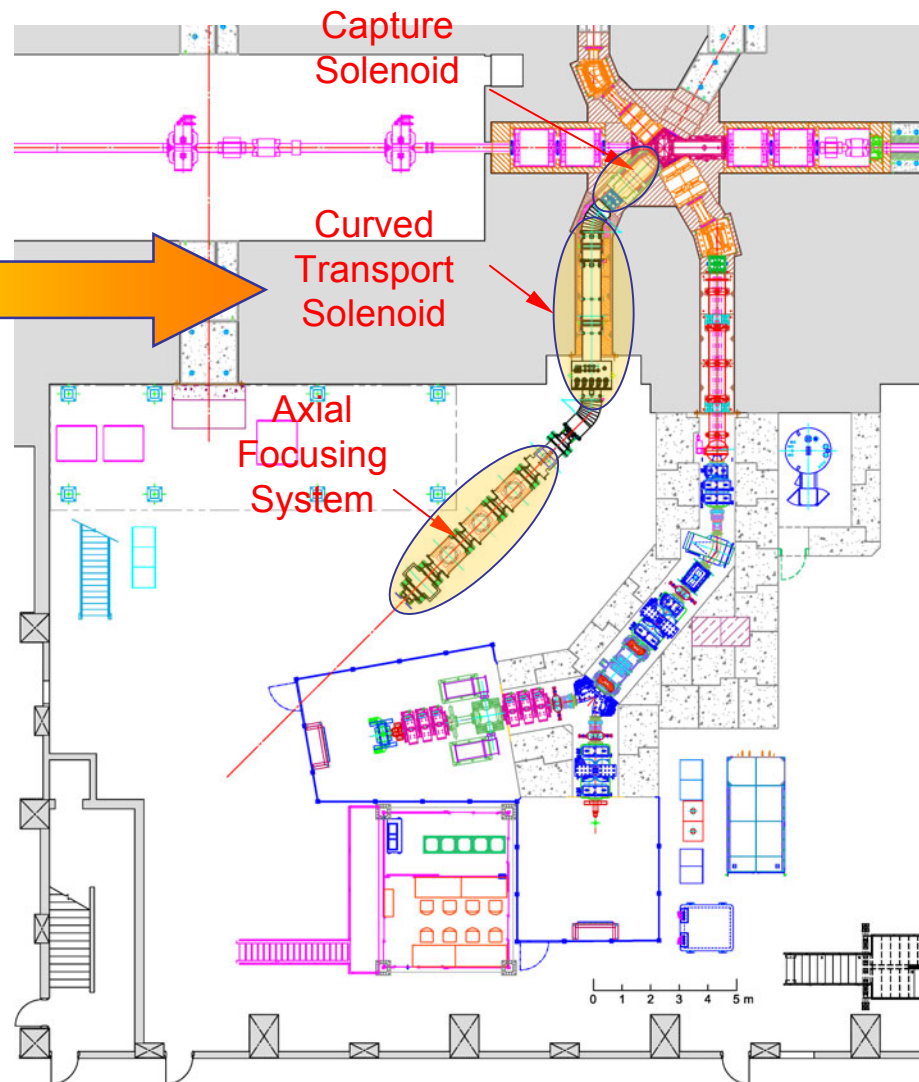 Capture
Solenoid
Curved
Transport
Solenoid
Axial
Focusing
System
0 1 2 3 4 5 m